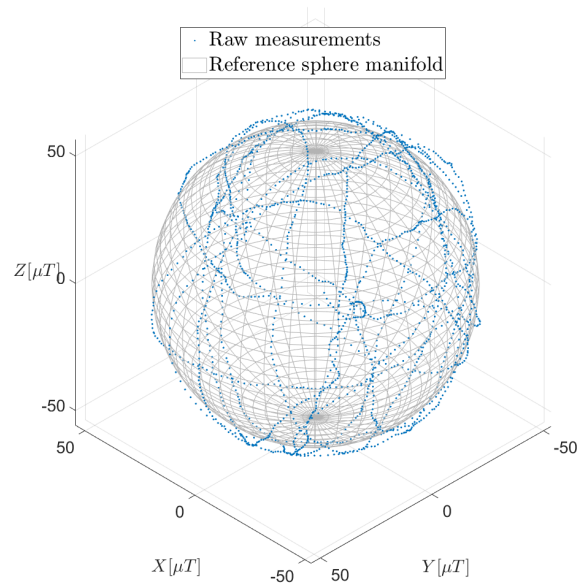 Raw measurements
Reference sphere manifold
50
Z[μT]
0
-50
50
0
-50
X[μT]
50
0
-50
Y[μT]